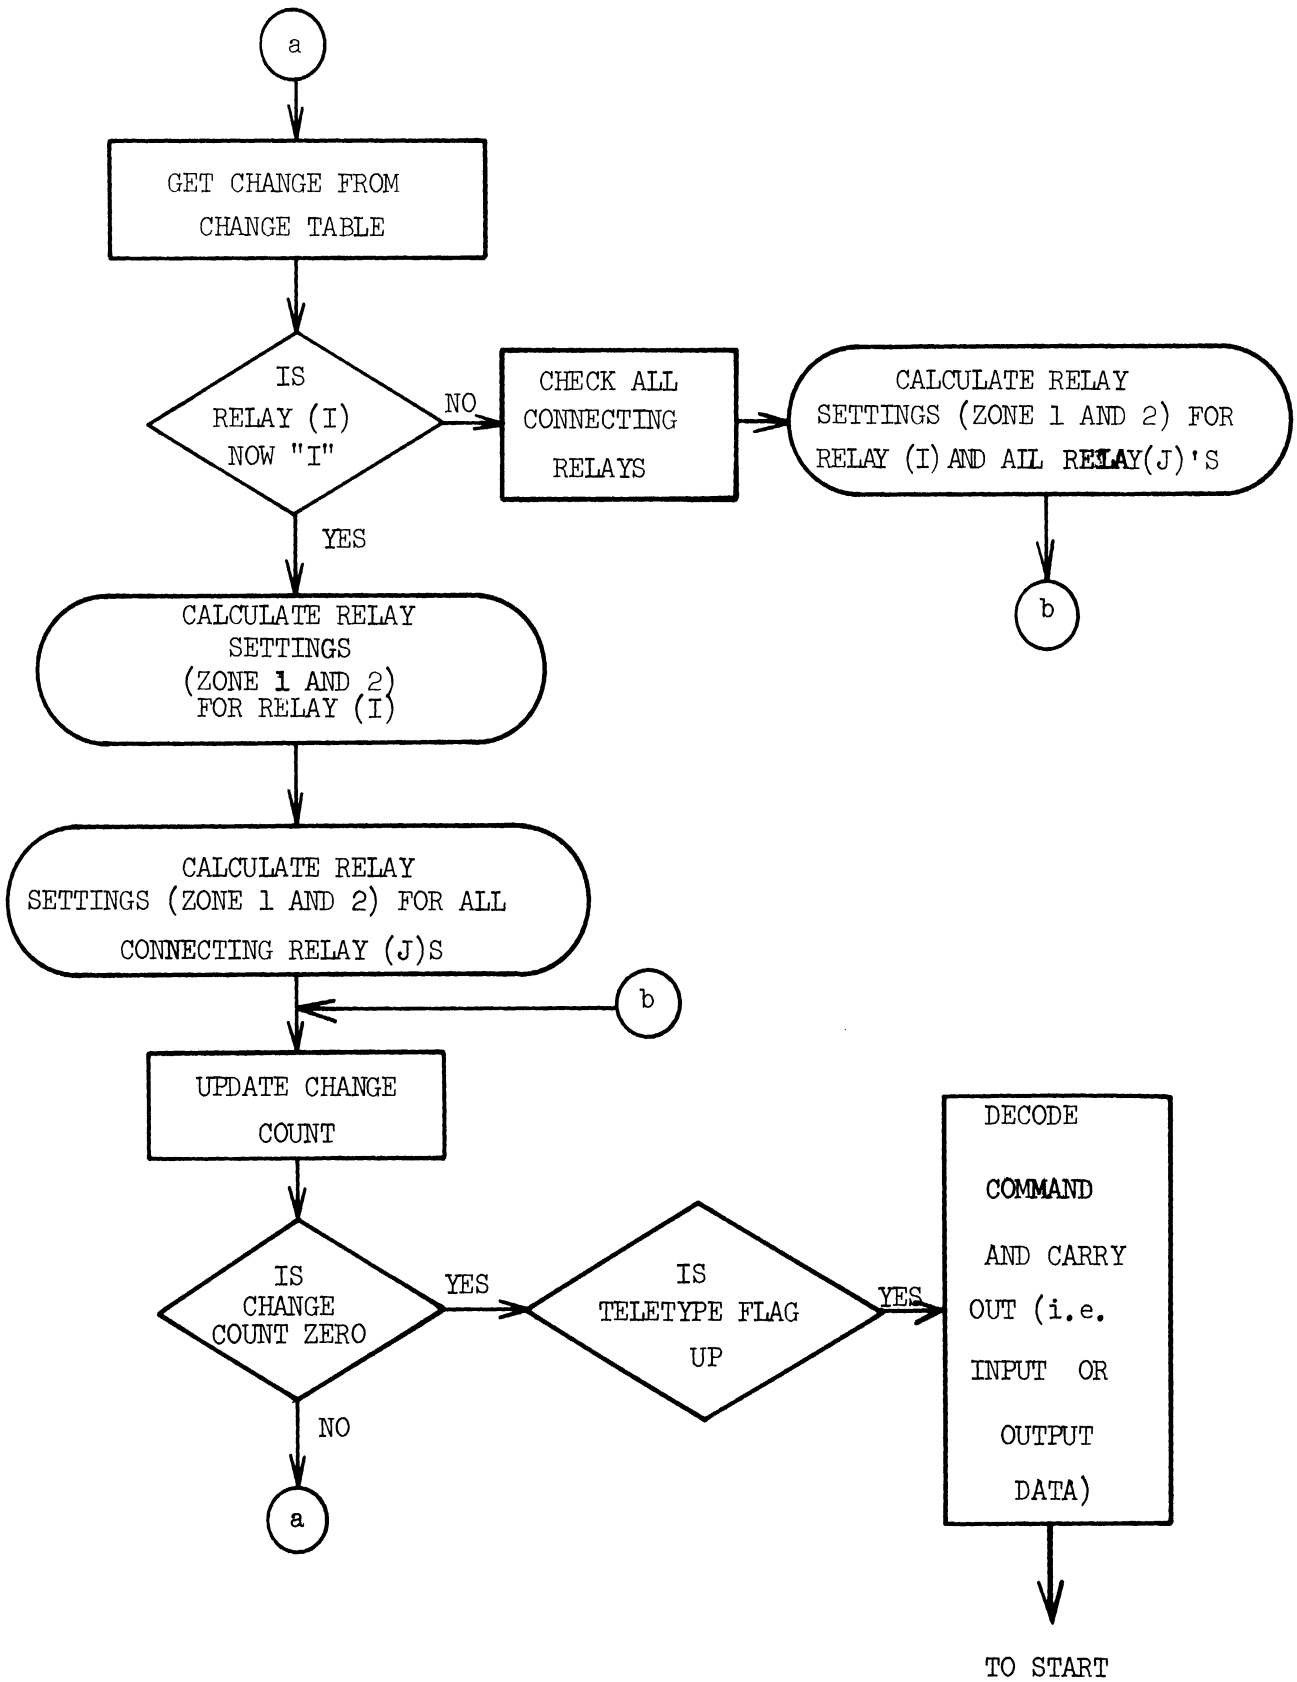 a
GET CHANGE FROM
CHANGE TABLE
IS
RELAY (I)
NOW "I"
NO
CHECK ALL
CONNECTING
RELAYS
CALCULATE RELAY
SETTINGS (ZONE 1 AND 2) FOR
RELAY (I) AND AIL RELAY(J)'S
b
YES
CALCULATE RELAY
SETTINGS
(ZONE 1 AND 2)
FOR RELAY (I)
CALCULATE RELAY
SETTINGS (ZONE 1 AND 2) FOR ALL
CONNECTING RELAY (J)S
b
UPDATE CHANGE
COUNT
IS
CHANGE
COUNT ZERO
YES
IS
TELETYPE FLAG
UP
YES
DECODE
COMMAND
AND CARRY
OUT (i.e.
INPUT OR
OUTPUT
DATA)
NO
a
TO START